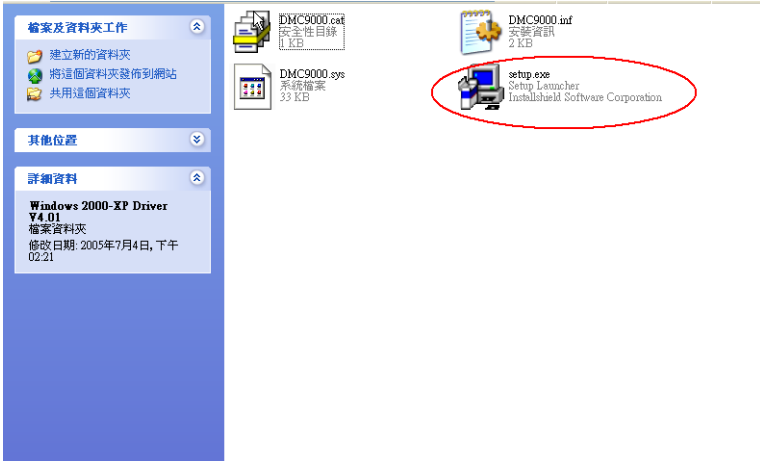 檔案及資料夾工作
建立新的資料夾
將這個資料夾發佈到網站
共用這個資料夾
其他位置
詳細資料
Windows 2000-XP Driver
V4.01
檔案資料夾
修改日期: 2005年7月4日, 下午
02:21
DMC9000.cat
安全性目錄
1 KB
DMC9000.inf
安裝資訊
2 KB
DMC9000.sys
系統檔案
33 KB
setup.exe
Setup Launcher
Installshield Software Corporation